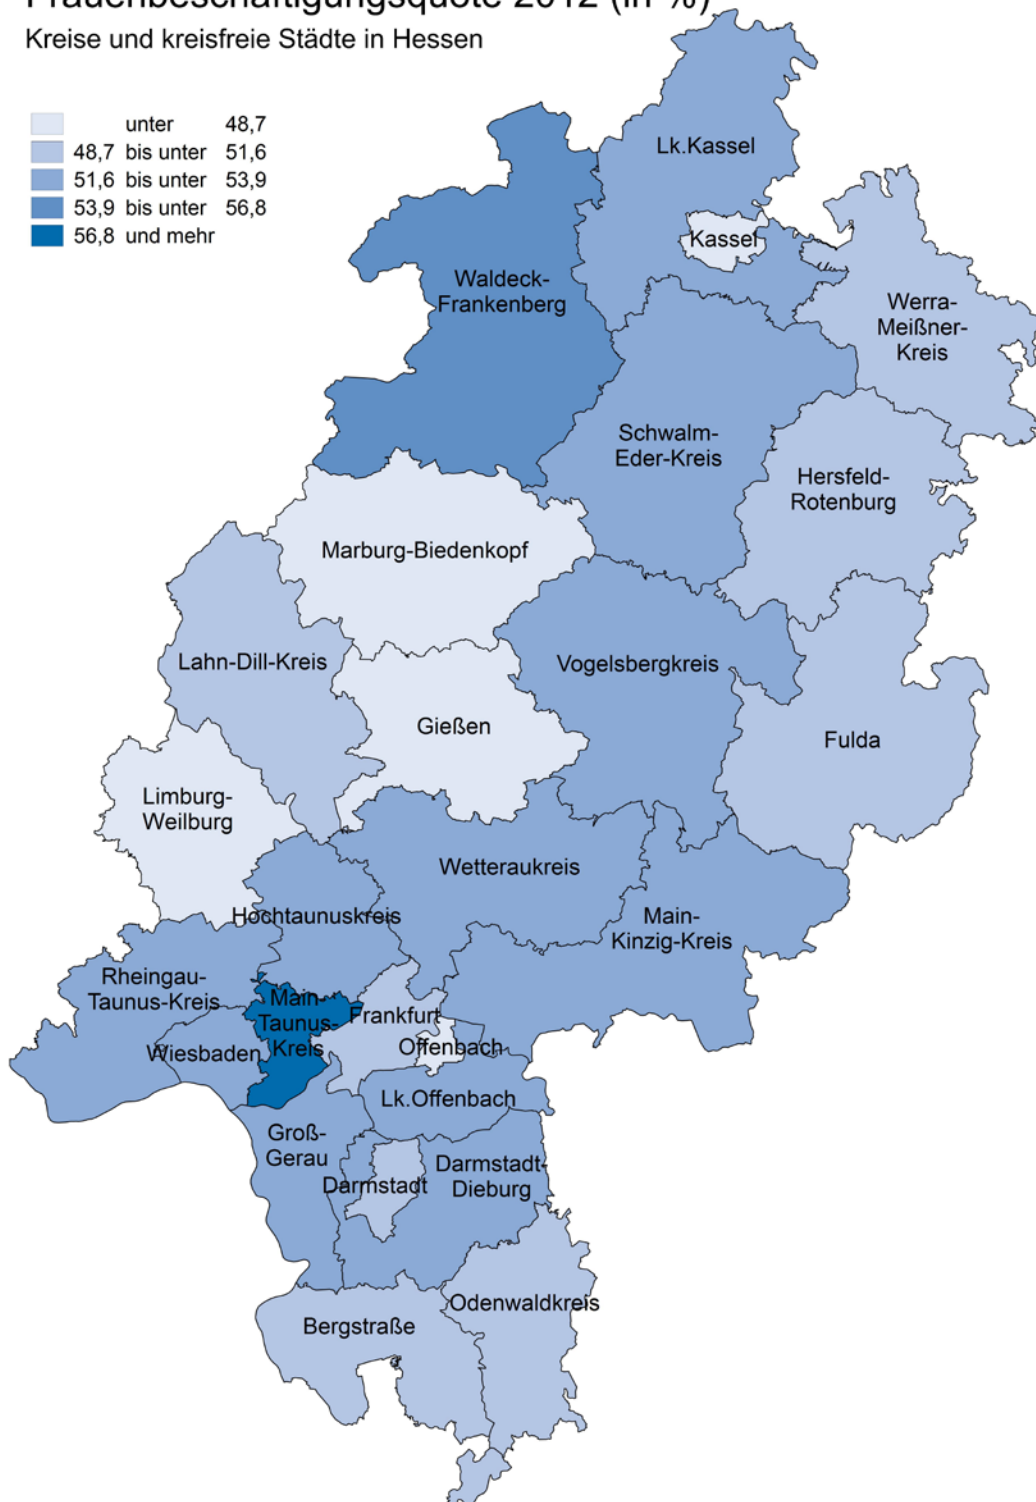 Frauenbeschäftigungsquote 2012 (in %)
Kreise und kreisfreie Städte in Hessen
unter 48,7
48,7 bis unter 51,6
51,6 bis unter 53,9
53,9 bis unter 56,8
56,8 und mehr
Lk.Kassel
Kassel
Waldeck-
Frankenberg
Werra-
Meißner-
Kreis
Schwalm-
Eder-Kreis
Hersfeld-
Rotenburg
Marburg-Biedenkopf
Lahn-Dill-Kreis
Vogelsbergkreis
Gießen
Fulda
Limburg-
Weilburg
Wetteraukreis
Hochtaunuskreis
Main-
Kinzig-Kreis
Rheingau-
Taunus-Kreis
Main-
Taunus-
Kreis
Frankfurt
Offenbach
Wiesbaden
Lk.Offenbach
Groß-
Gerau
Darmstadt
Darmstadt-
Dieburg
Odenwaldkreis
Bergstraße